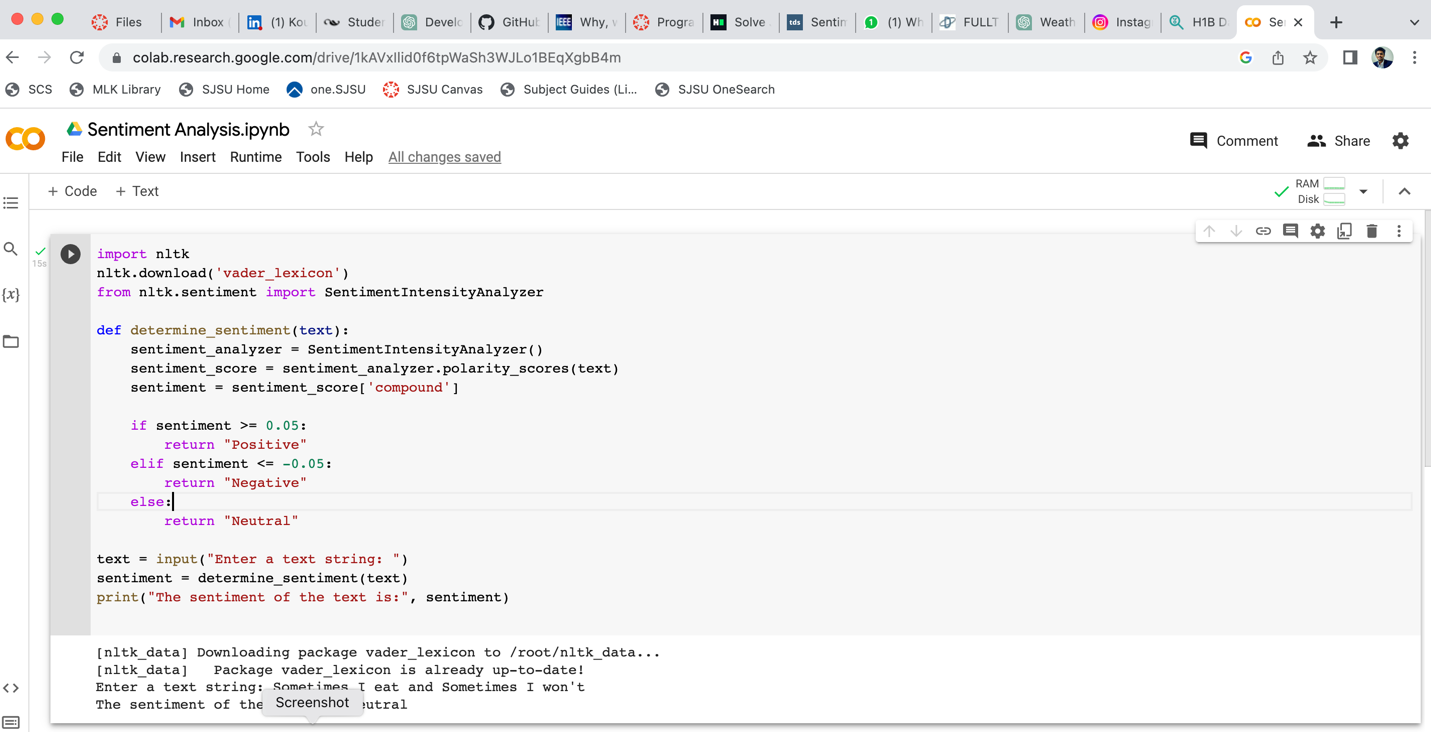 Files
Inbox (
(1) Kou
Studen
Develo
GitHub
IEEE
Why, w
Progra
Solve
tds
Sentin
1
(1) Wh
FULLT
Weath
Instag
H1B D
Se
colab.research.google.com/drive/1kAVxIlid0f6tpWaSh3WJLo1BEqXgbB4m
SCS
MLK Library
SJSU Home
one.SJSU
SJSU Canvas
Subject Guides (Li...
SJSU OneSearch
Sentiment Analysis.ipynb
Comment
Share
File Edit View Insert Runtime Tools Help All changes saved
+ Code + Text
RAM
Disk
15s
{x}
import nltk
nltk.download('vader_lexicon')
from nltk.sentiment import SentimentIntensityAnalyzer
def determine_sentiment(text):
sentiment_analyzer = SentimentIntensityAnalyzer()
sentiment_score = sentiment_analyzer.polarity_scores(text)
sentiment = sentiment_score['compound']
if sentiment >= 0.05:
return "Positive"
elif sentiment <= -0.05:
return "Negative"
else:
return "Neutral"
text = input("Enter a text string: ")
sentiment = determine_sentiment(text)
print("The sentiment of the text is:", sentiment)
[nltk_data] Downloading package vader_lexicon to /root/nltk_data...
[nltk_data]   Package vader_lexicon is already up-to-date!
Enter a text string: Sometimes I eat and Sometimes I won't
The sentiment of the eutral
Screenshot